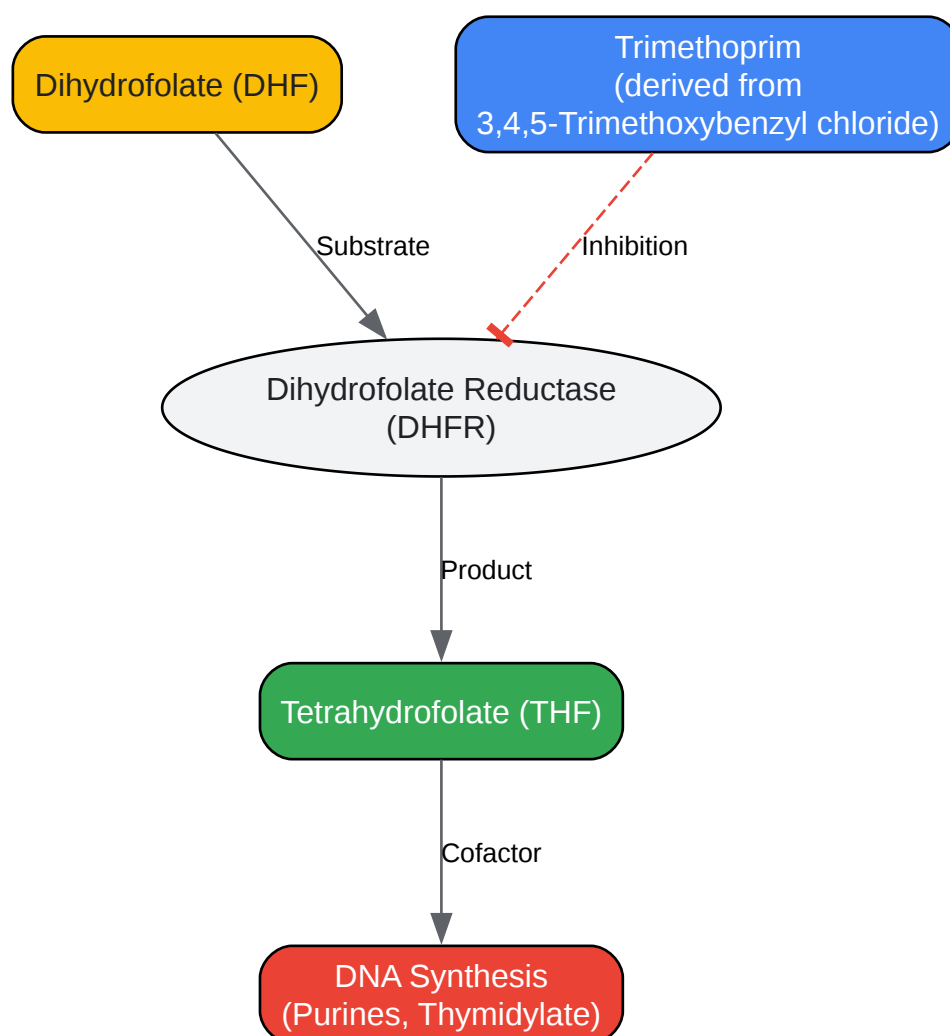 Dihydrofolate (DHF)
Trimethoprim
(derived from
3,4,5-Trimethoxybenzyl chloride)
Substrate
Inhibition
Dihydrofolate Reductase
(DHFR)
Product
Tetrahydrofolate (THF)
Cofactor
DNA Synthesis
(Purines, Thymidylate)